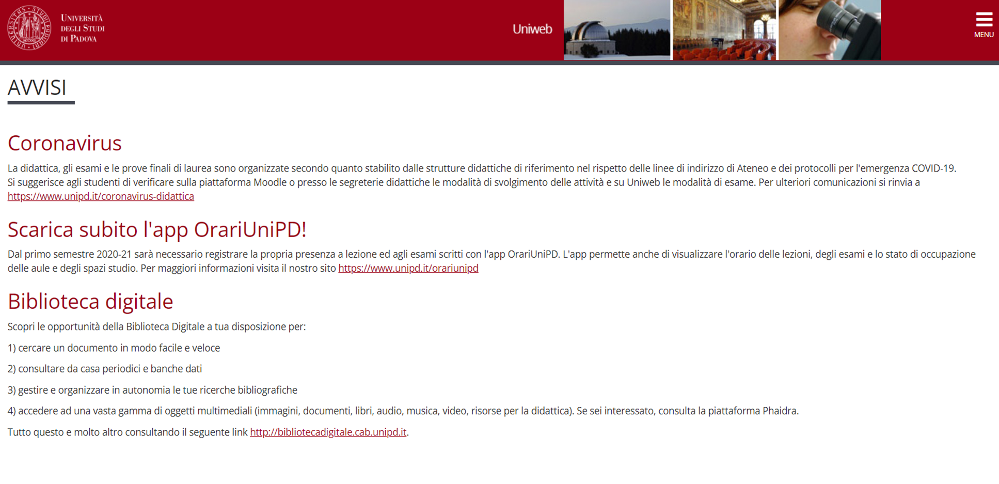 UNIVERSITÀ
DEGLI STUDI
DI PADOVA
Uniweb
MENU
AVVISI
Coronavirus
La didattica, gli esami e le prove finali di laurea sono organizzate secondo quanto stabilito dalle strutture didattiche di riferimento nel rispetto delle linee di indirizzo di Ateneo e dei protocolli per l'emergenza COVID-19.
Si suggerisce agli studenti di verificare sulla piattaforma Moodle o presso le segreterie didattiche le modalità di svolgimento delle attività e su Uniweb le modalità di esame. Per ulteriori comunicazioni si rinvia a
https://www.unipd.it/coronavirus-didattica
Scarica subito l'app OrariUniPD!
Dal primo semestre 2020-21 sarà necessario registrare la propria presenza a lezione ed agli esami scritti con l'app OrariUniPD. L'app permette anche di visualizzare l'orario delle lezioni, degli esami e lo stato di occupazione
delle aule e degli spazi studio. Per maggiori informazioni visita il nostro sito https://www.unipd.it/orariunipd
Biblioteca digitale
Scopri le opportunità della Biblioteca Digitale a tua disposizione per:
1) cercare un documento in modo facile e veloce
2) consultare da casa periodici e banche dati
3) gestire e organizzare in autonomia le tue ricerche bibliografiche
4) accedere ad una vasta gamma di oggetti multimediali (immagini, documenti, libri, audio, musica, video, risorse per la didattica). Se sei interessato, consulta la piattaforma Phaidra.
Tutto questo e molto altro consultando il seguente link http://bibliotecadigitale.cab.unipd.it.